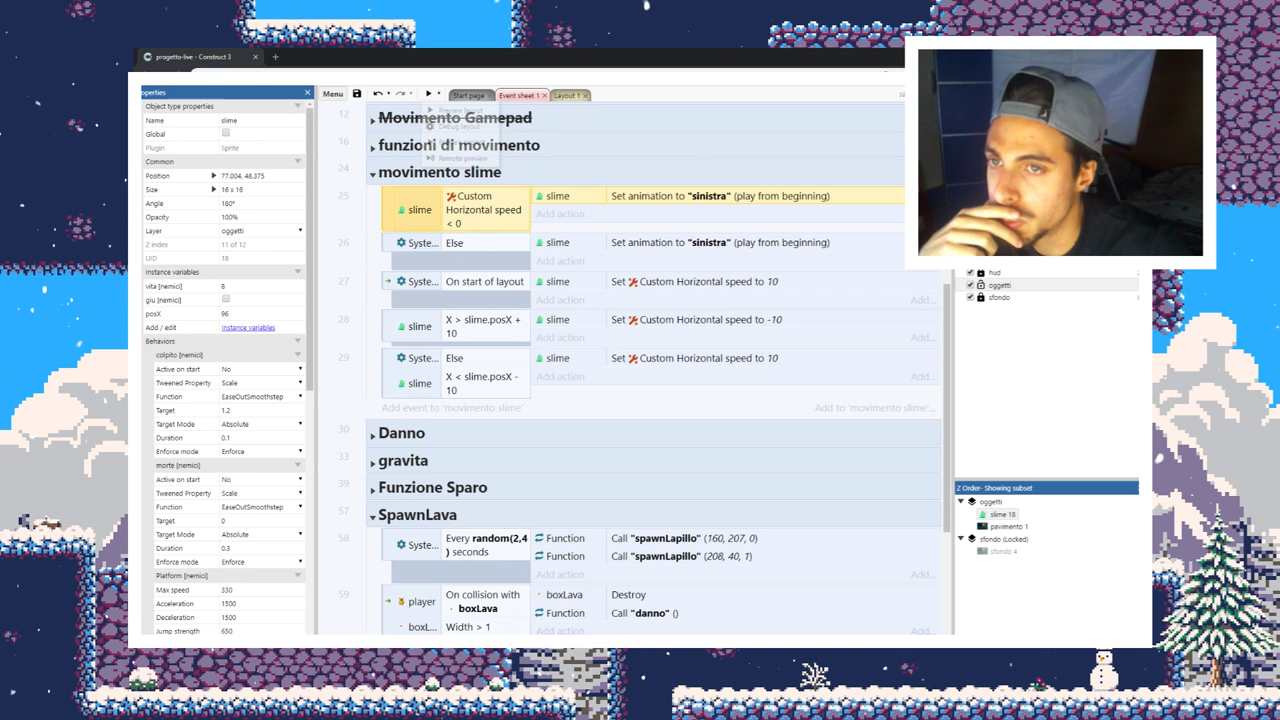 progetto-live - Construct 3
operties
Menu
Start page
Event sheet 1
Layout 1
Object type properties
Name slime
Global
Plugin Sprite
Common
Position 77.004, 48.375
Size 16 x 16
Angle 180°
Opacity 100%
Layer oggetti
Z index 11 of 12
UID 18
Instance variables
vita [nemici] 8
giu [nemici]
posX 96
Add / edit Instance variables
Behaviors
colpito [nemici]
Active on start No
Tweened Property Scale
Function EaseOutSmoothstep
Target 1.2
Target Mode Absolute
Duration 0.1
Enforce mode Enforce
morte [nemici]
Active on start No
Tweened Property Scale
Function EaseOutSmoothstep
Target 0
Target Mode Absolute
Duration 0.3
Enforce mode Enforce
Platform [nemici]
Max speed 330
Acceleration 1500
Deceleration 1500
Jump strength 650
Preview layout
Debug layout
Remote preview
12 Movimento Gamepad
16 funzioni di movimento
24 movimento slime
25 slime Custom Horizontal speed < 0 slime Set animation to "sinistra" (play from beginning)
Add action
26 Syste... Else slime Set animation to "sinistra" (play from beginning)
Add action
27 Syste... On start of layout slime Set Custom Horizontal speed to 10
Add action Add...
28 slime X > slime.posX + 10 slime Set Custom Horizontal speed to -10
Add action Add...
29 Syste... Else slime Set Custom Horizontal speed to 10
slime X < slime.posX - 10 Add action Add...
Add event to 'movimento slime' Add to 'movimento slime'...
30 Danno
33 gravita
39 Funzione Sparo
57 SpawnLava
58 Syste... Every random(2,4 ) seconds Function Call "spawnLapillo" (160, 207, 0)
Function Call "spawnLapillo" (208, 40, 1)
Add action Add...
59 player On collision with boxLava boxLava Destroy
Function Call "danno" ()
boxL... Width > 1 Add action Add...
hud
oggetti
sfondo
Z Order- Showing subset
oggetti
slime 18
pavimento 1
sfondo (Locked)
sfondo 4